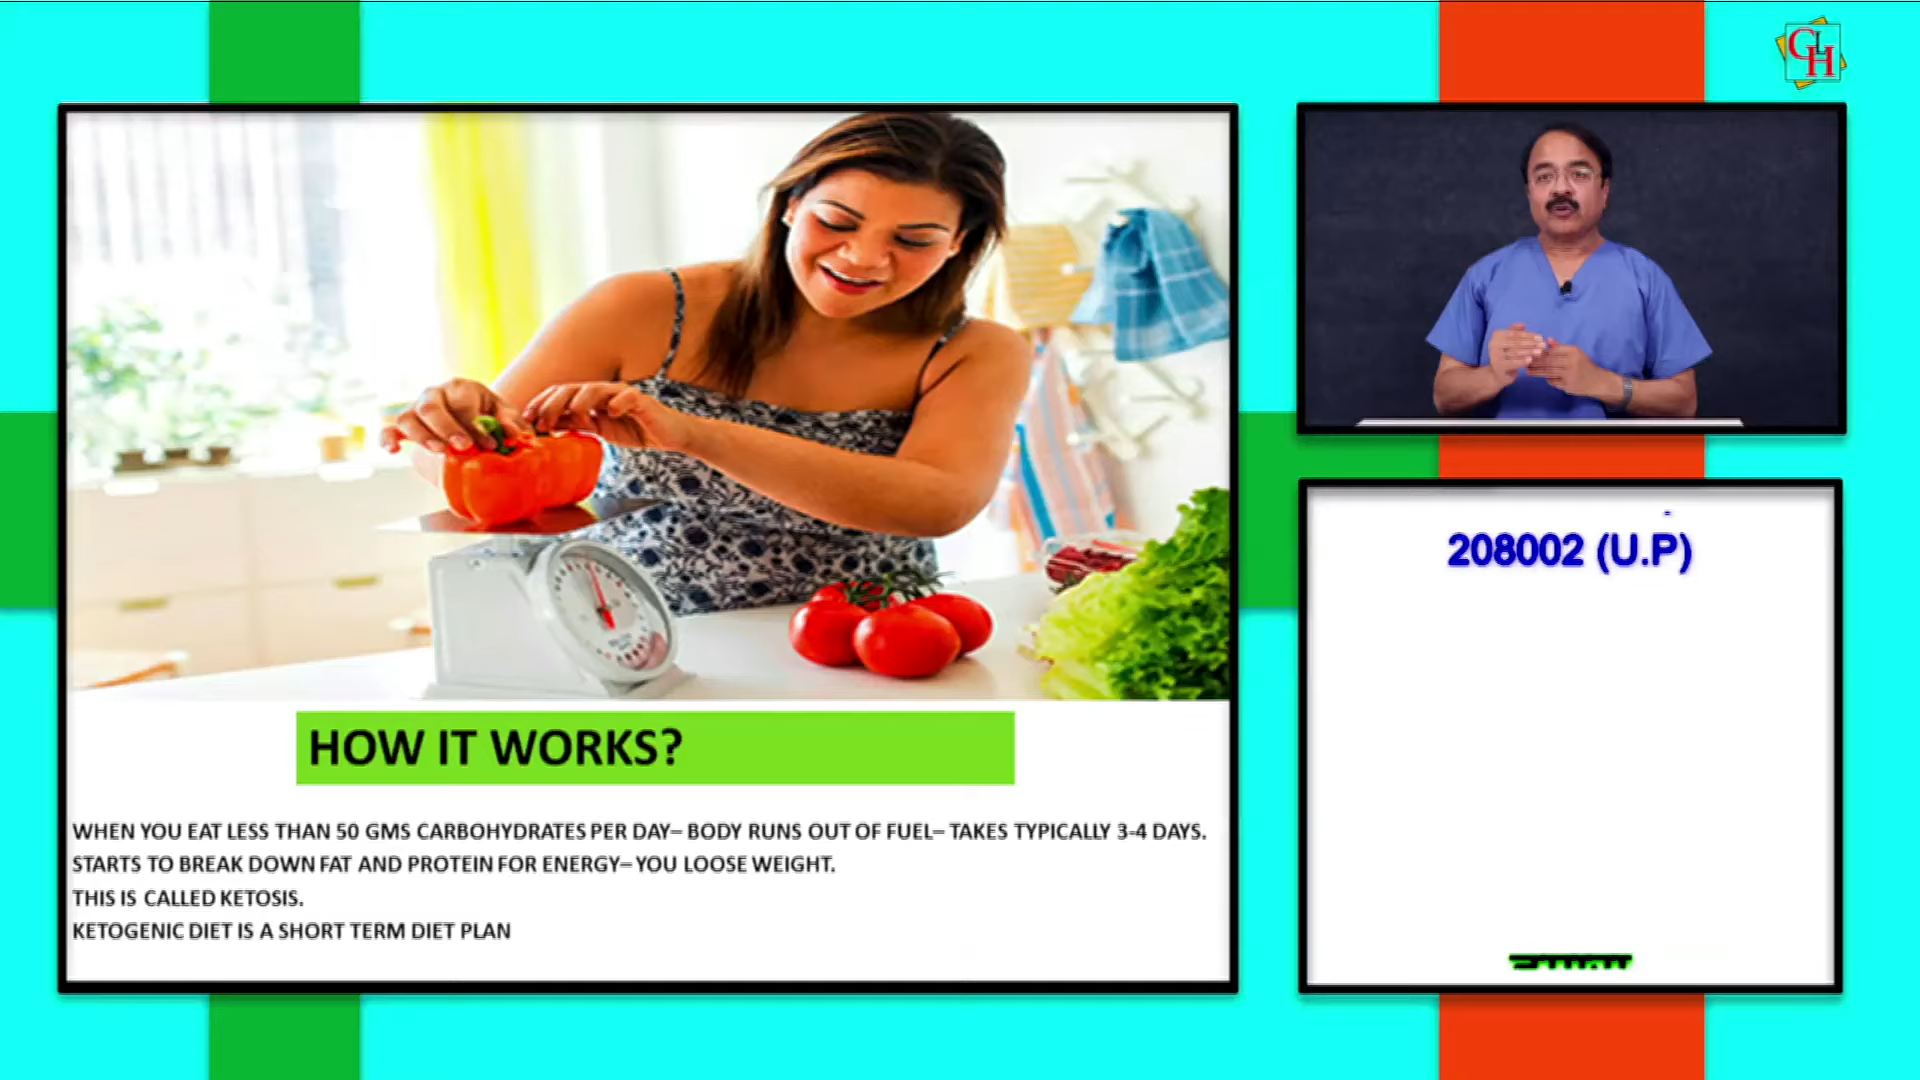 GLH
HOW IT WORKS?
WHEN YOU EAT LESS THAN 50 GMS CARBOHYDRATES PER DAY– BODY RUNS OUT OF FUEL– TAKES TYPICALLY 3-4 DAYS.
STARTS TO BREAK DOWN FAT AND PROTEIN FOR ENERGY– YOU LOOSE WEIGHT.
THIS IS CALLED KETOSIS.
KETOGENIC DIET IS A SHORT TERM DIET PLAN
208002 (U.P)